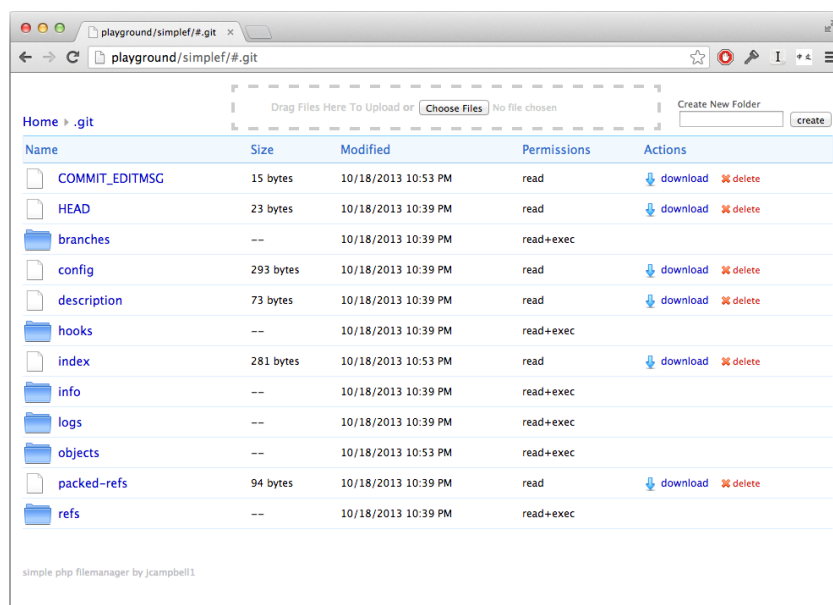 playground/simplef/#.git
playground/simplef/#.git
Drag Files Here To Upload or Choose Files No file chosen
Create New Folder
create
Home .git
Name Size Modified Permissions Actions
COMMIT_EDITMSG 15 bytes 10/18/2013 10:53 PM read download delete
HEAD 23 bytes 10/18/2013 10:39 PM read download delete
branches -- 10/18/2013 10:39 PM read+exec
config 293 bytes 10/18/2013 10:39 PM read download delete
description 73 bytes 10/18/2013 10:39 PM read download delete
hooks -- 10/18/2013 10:39 PM read+exec
index 281 bytes 10/18/2013 10:53 PM read download delete
info -- 10/18/2013 10:39 PM read+exec
logs -- 10/18/2013 10:39 PM read+exec
objects -- 10/18/2013 10:53 PM read+exec
packed-refs 94 bytes 10/18/2013 10:39 PM read download delete
refs -- 10/18/2013 10:39 PM read+exec
simple php filemanager by jcampbell1